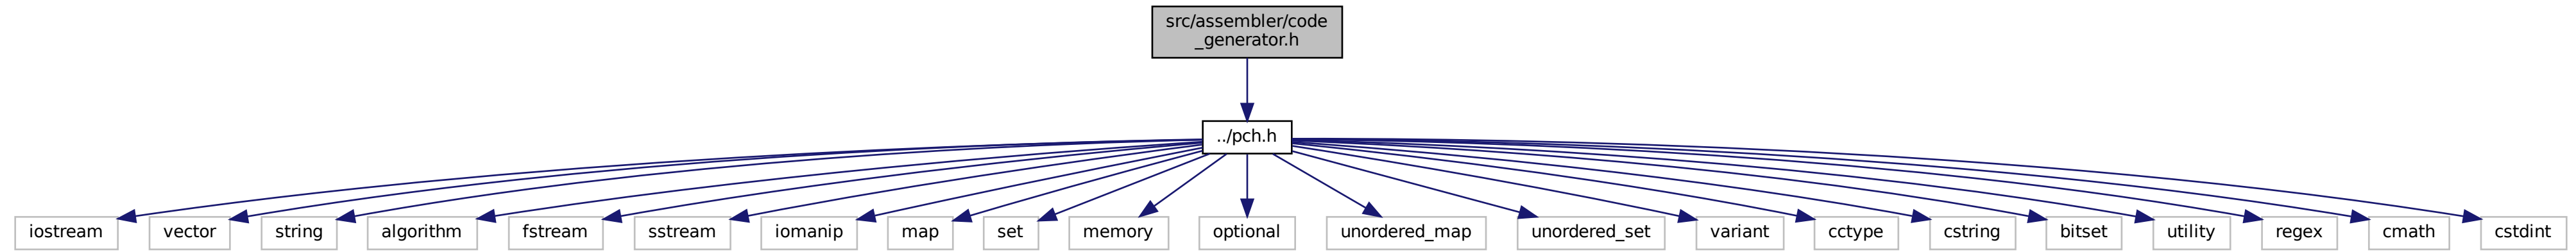 src/assembler/code
_generator.h
../pch.h
iostream
vector
string
algorithm
fstream
sstream
iomanip
map
set
memory
optional
unordered_map
unordered_set
variant
cctype
cstring
bitset
utility
regex
cmath
cstdint